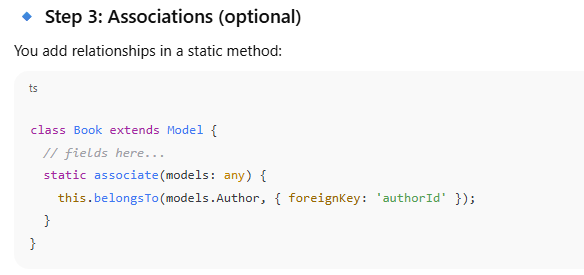 Step 3: Associations (optional)
You add relationships in a static method:
ts
class Book extends Model {
  // fields here...
  static associate(models: any) {
    this.belongsTo(models.Author, { foreignKey: 'authorId' });
  }
}